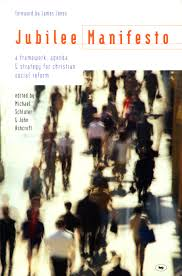 foreword by James Jones
Jubilee Manifesto
a framework, agenda
& strategy for christian
social reform
edited by
Michael
Schluter
& John
Ashcroft
ivp